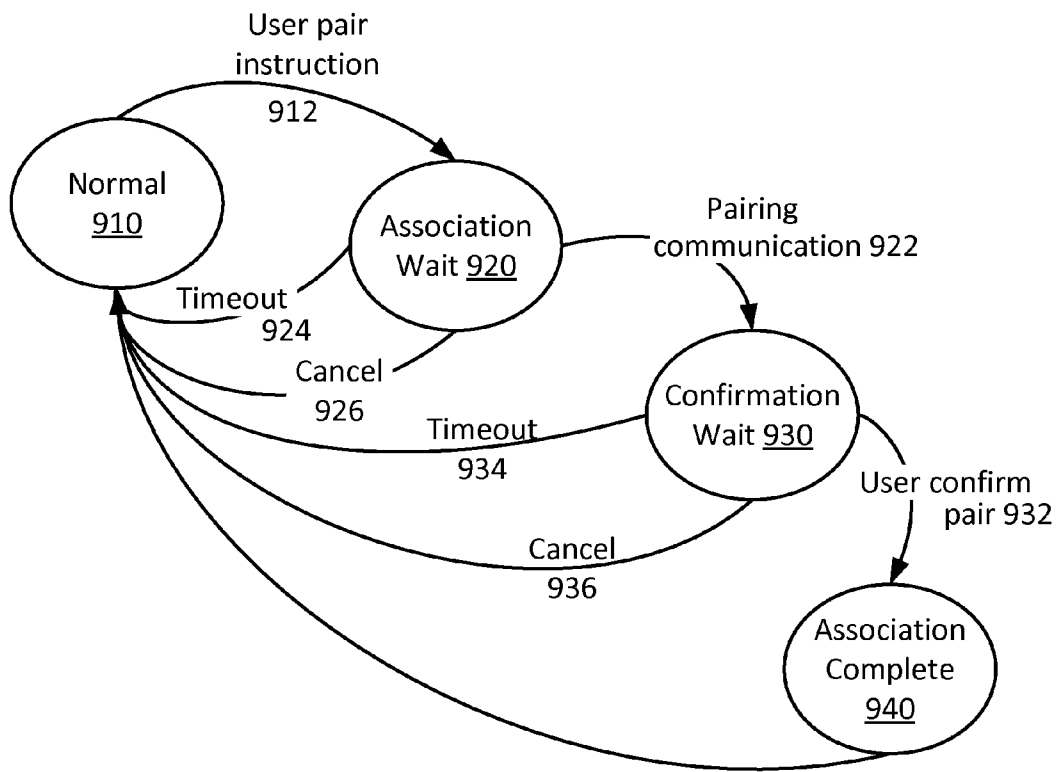 User pair
instruction
912
Normal
910
Association
Wait 920
Pairing
communication 922
Timeout
924
Cancel
926
Confirmation
Wait 930
Timeout
934
User confirm
pair 932
Cancel
936
Association
Complete
940